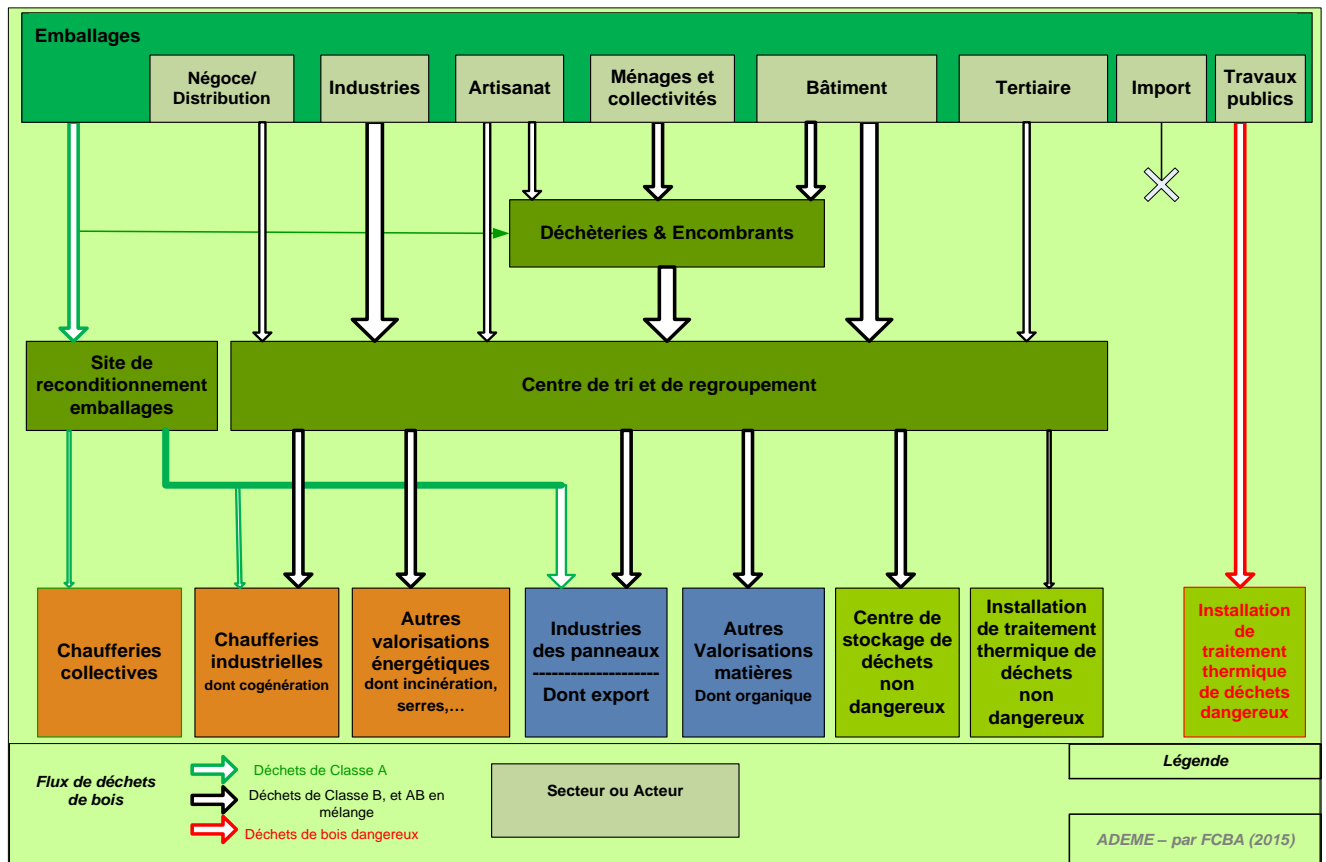 Emballages
Négoce/
Distribution
Industries
Artisanat
Ménages et
collectivités
Bâtiment
Tertiaire
Import
Travaux
publics
Déchèteries & Encombrants
Site de
reconditionnement
emballages
Centre de tri et de regroupement
Chaufferies
collectives
Chaufferies
industrielles
dont cogénération
Autres
valorisations
énergétiques
dont incinération,
serres,...
Industries
des panneaux
--------------------
Dont export
Autres
Valorisations
matières
Dont organique
Centre de
stockage de
déchets
non
dangereux
Installation
de traitement
thermique de
déchets
non
dangereux
Installation
de
traitement
thermique
de déchets
dangereux
Flux de déchets
de bois
Déchets de Classe A
Déchets de Classe B, et AB en
mélange
Déchets de bois dangereux
Secteur ou Acteur
Légende
ADEME – par FCBA (2015)